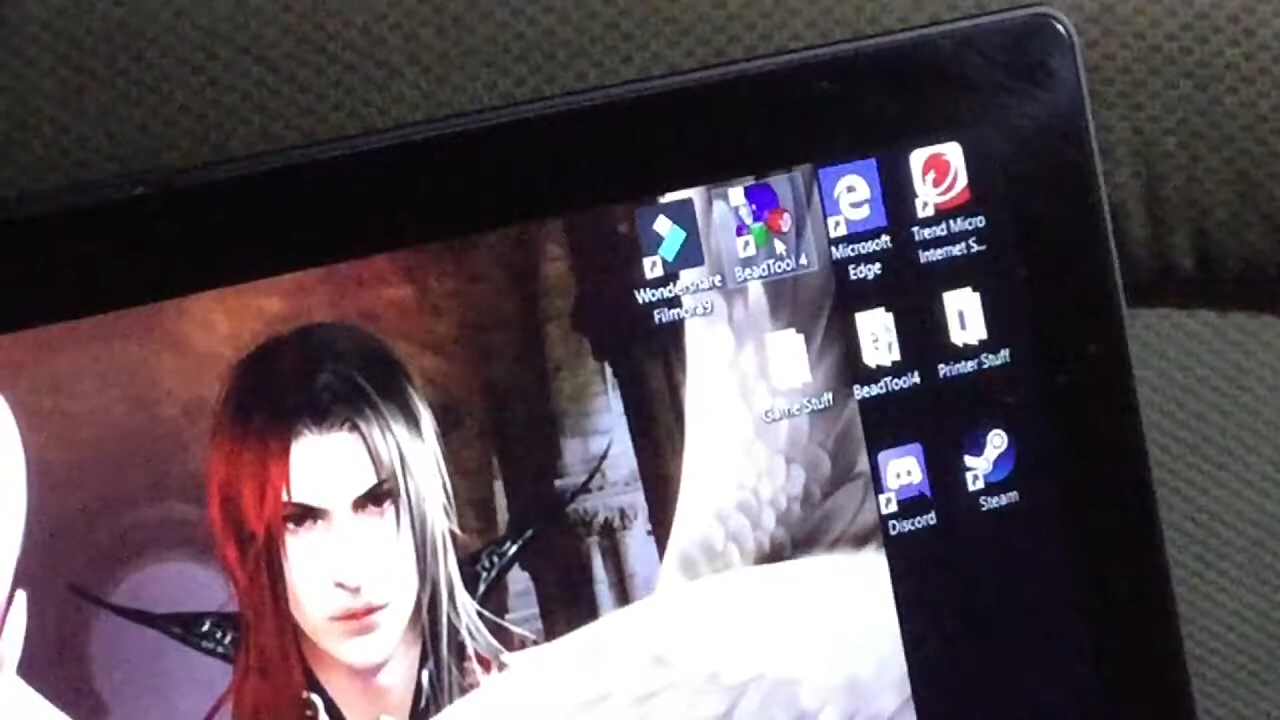 Wondershare
Filmora9
BeadTool 4
Microsoft
Edge
Trend Micro
Internet S...
Game Stuff
BeadTool4
Printer Stuff
Discord
Steam